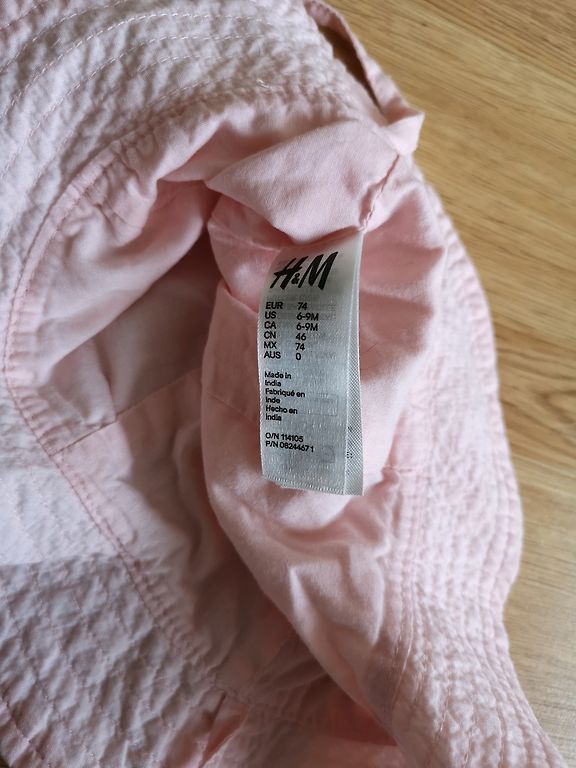 H&M
EUR 74
US 6-9M
CA 6-9M
CN 46
MX 74
AUS 0
Made in
India
Fabriqué en
Inde
Hecho en
India
O/N 114105
P/N 08244671